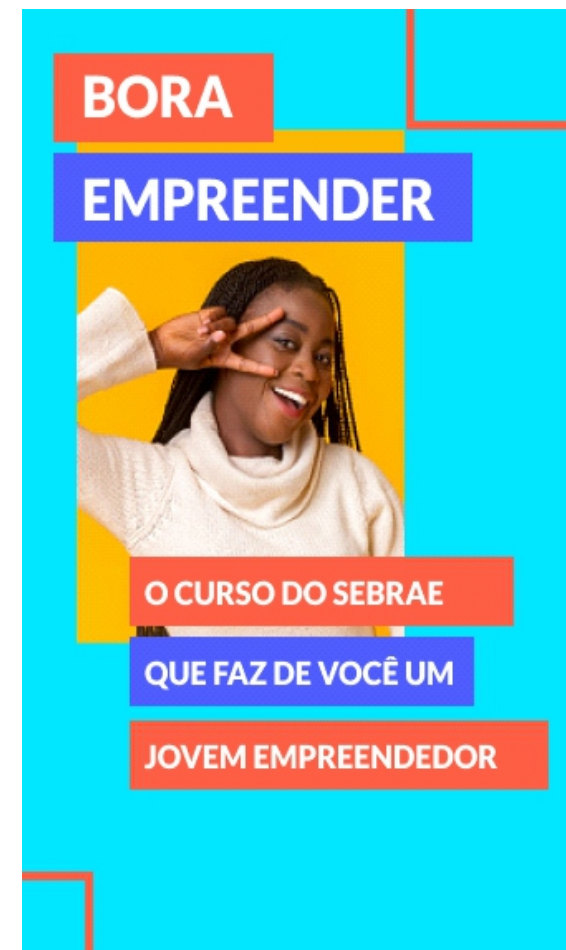 BORA
EMPREENDER
O CURSO DO SEBRAE
QUE FAZ DE VOCÊ UM
JOVEM EMPREENDEDOR